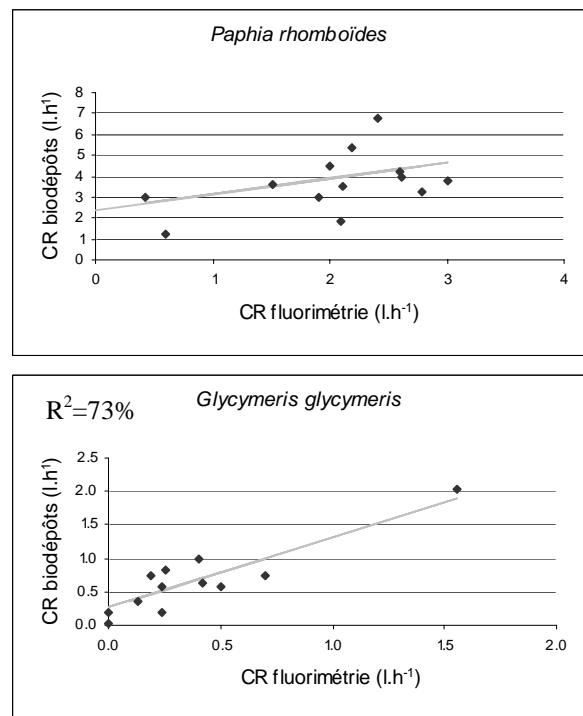 Paphia rhomboïdes
8
7
6
5
4
3
2
1
0
CR biodépôts (l.h¹)
0 1 2 3 4
CR fluorimétrie (l.h⁻¹)
R²=73%
Glycymeris glycymeris
2.5
2.0
1.5
1.0
0.5
0.0
CR biodépôts (l.h¹)
0.0 0.5 1.0 1.5 2.0
CR fluorimétrie (l.h⁻¹)